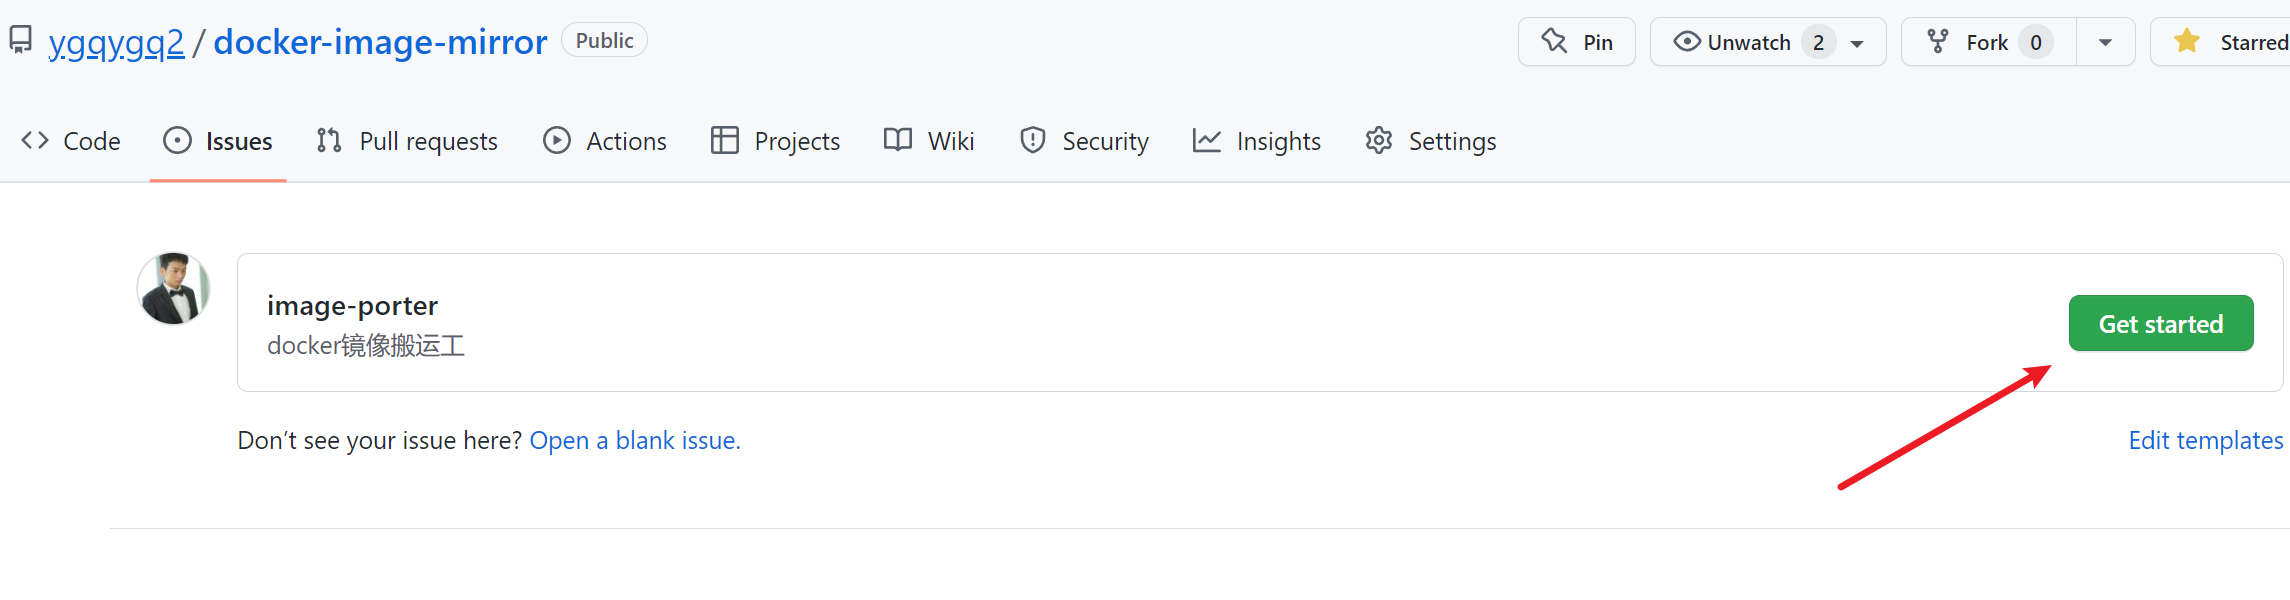 ygqygq2 / docker-image-mirror Public Pin Unwatch 2 Fork 0 Starred
Code Issues Pull requests Actions Projects Wiki Security Insights Settings
image-porter
docker镜像搬运工
Get started
Don’t see your issue here? Open a blank issue.
Edit templates